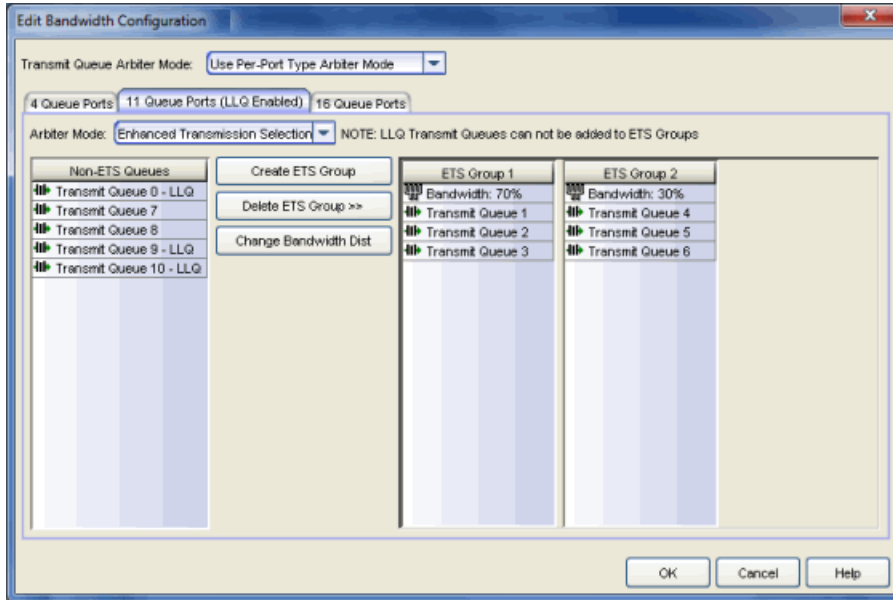 Edit Bandwidth Configuration
Transmit Queue Arbiter Mode: Use Per-Port Type Arbiter Mode
4 Queue Ports 11 Queue Ports (LLQ Enabled) 16 Queue Ports
Arbiter Mode: Enhanced Transmission Selection NOTE: LLQ Transmit Queues can not be added to ETS Groups
Non-ETS Queues
Transmit Queue 0 - LLQ
Transmit Queue 7
Transmit Queue 8
Transmit Queue 9 - LLQ
Transmit Queue 10 - LLQ
Create ETS Group
Delete ETS Group >>
Change Bandwidth Dist
ETS Group 1
Bandwidth: 70%
Transmit Queue 1
Transmit Queue 2
Transmit Queue 3
ETS Group 2
Bandwidth: 30%
Transmit Queue 4
Transmit Queue 5
Transmit Queue 6
OK Cancel Help